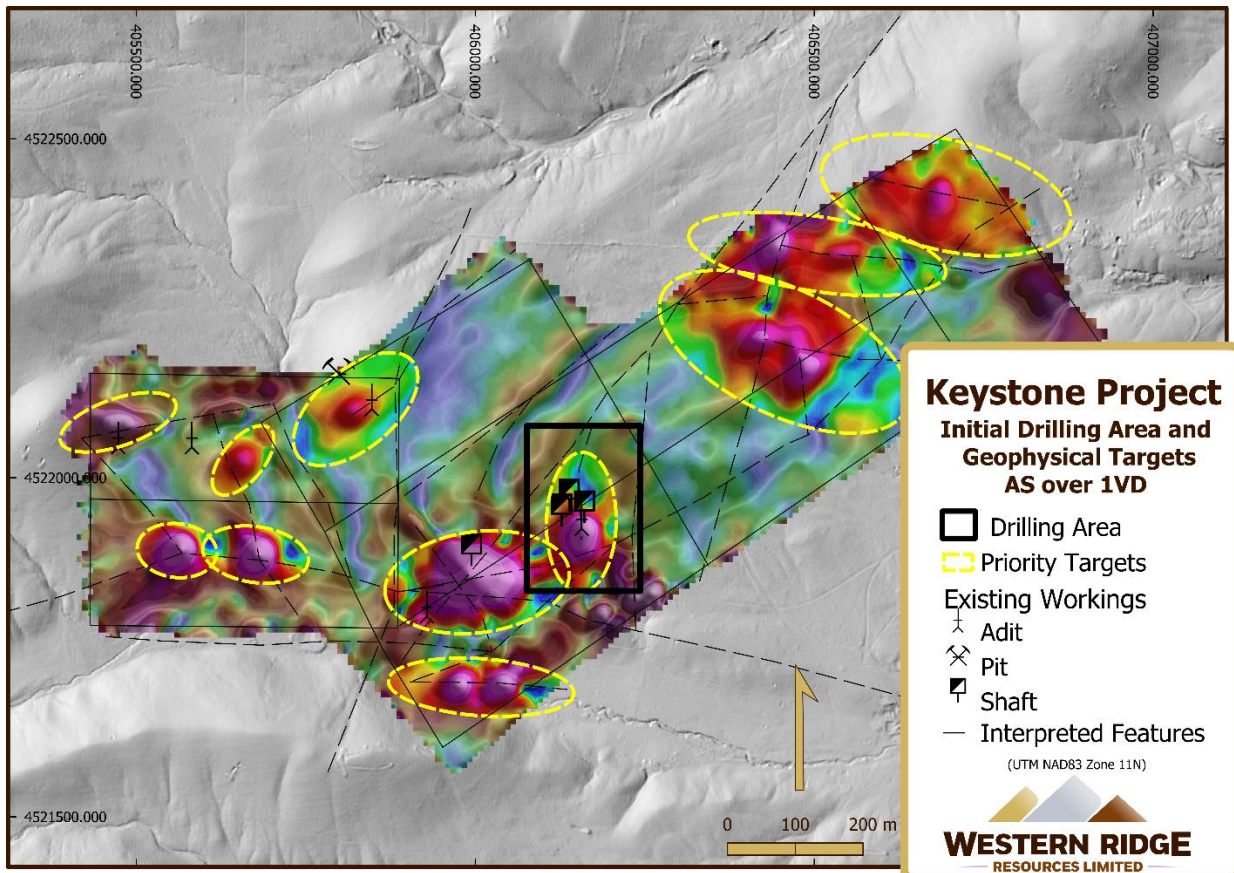 405500.000
406000.000
406500.000
407000.000
4522500.000
4522000.000
4521500.000
0 100 200 m
Keystone Project
Initial Drilling Area and
Geophysical Targets
AS over 1VD
Drilling Area
Priority Targets
Existing Workings
Adit
Pit
Shaft
Interpreted Features
(UTM NAD83 Zone 11N)
WESTERN RIDGE
RESOURCES LIMITED